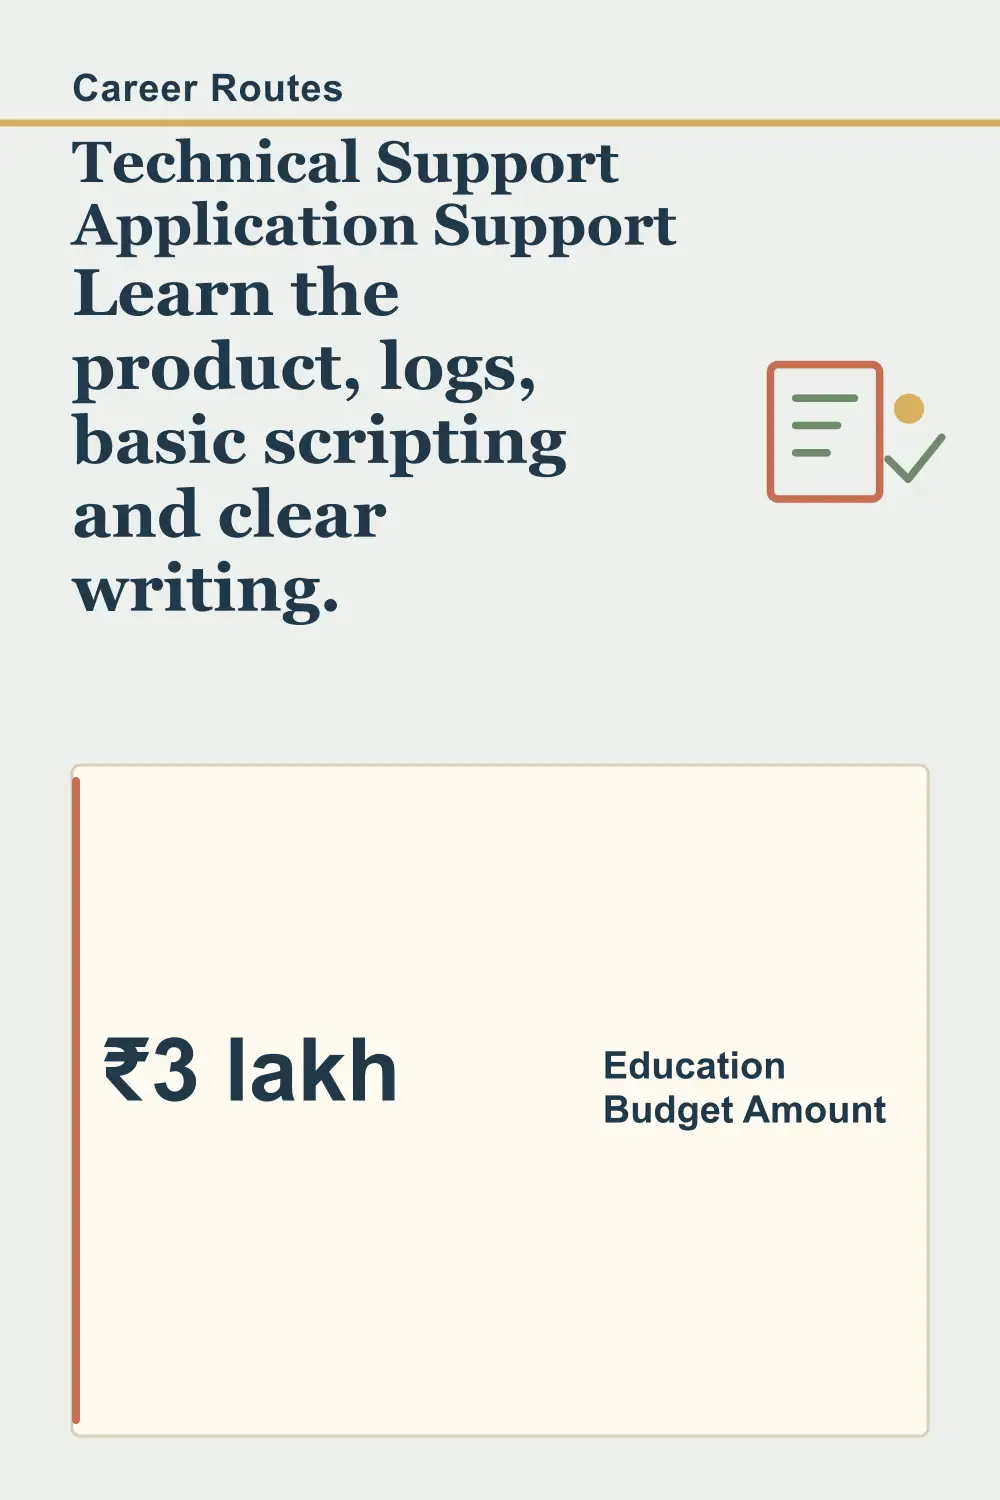 Career Routes
Technical Support
Application Support
Learn the
product, logs,
basic scripting
and clear
writing.
₹3 lakh
Education
Budget Amount